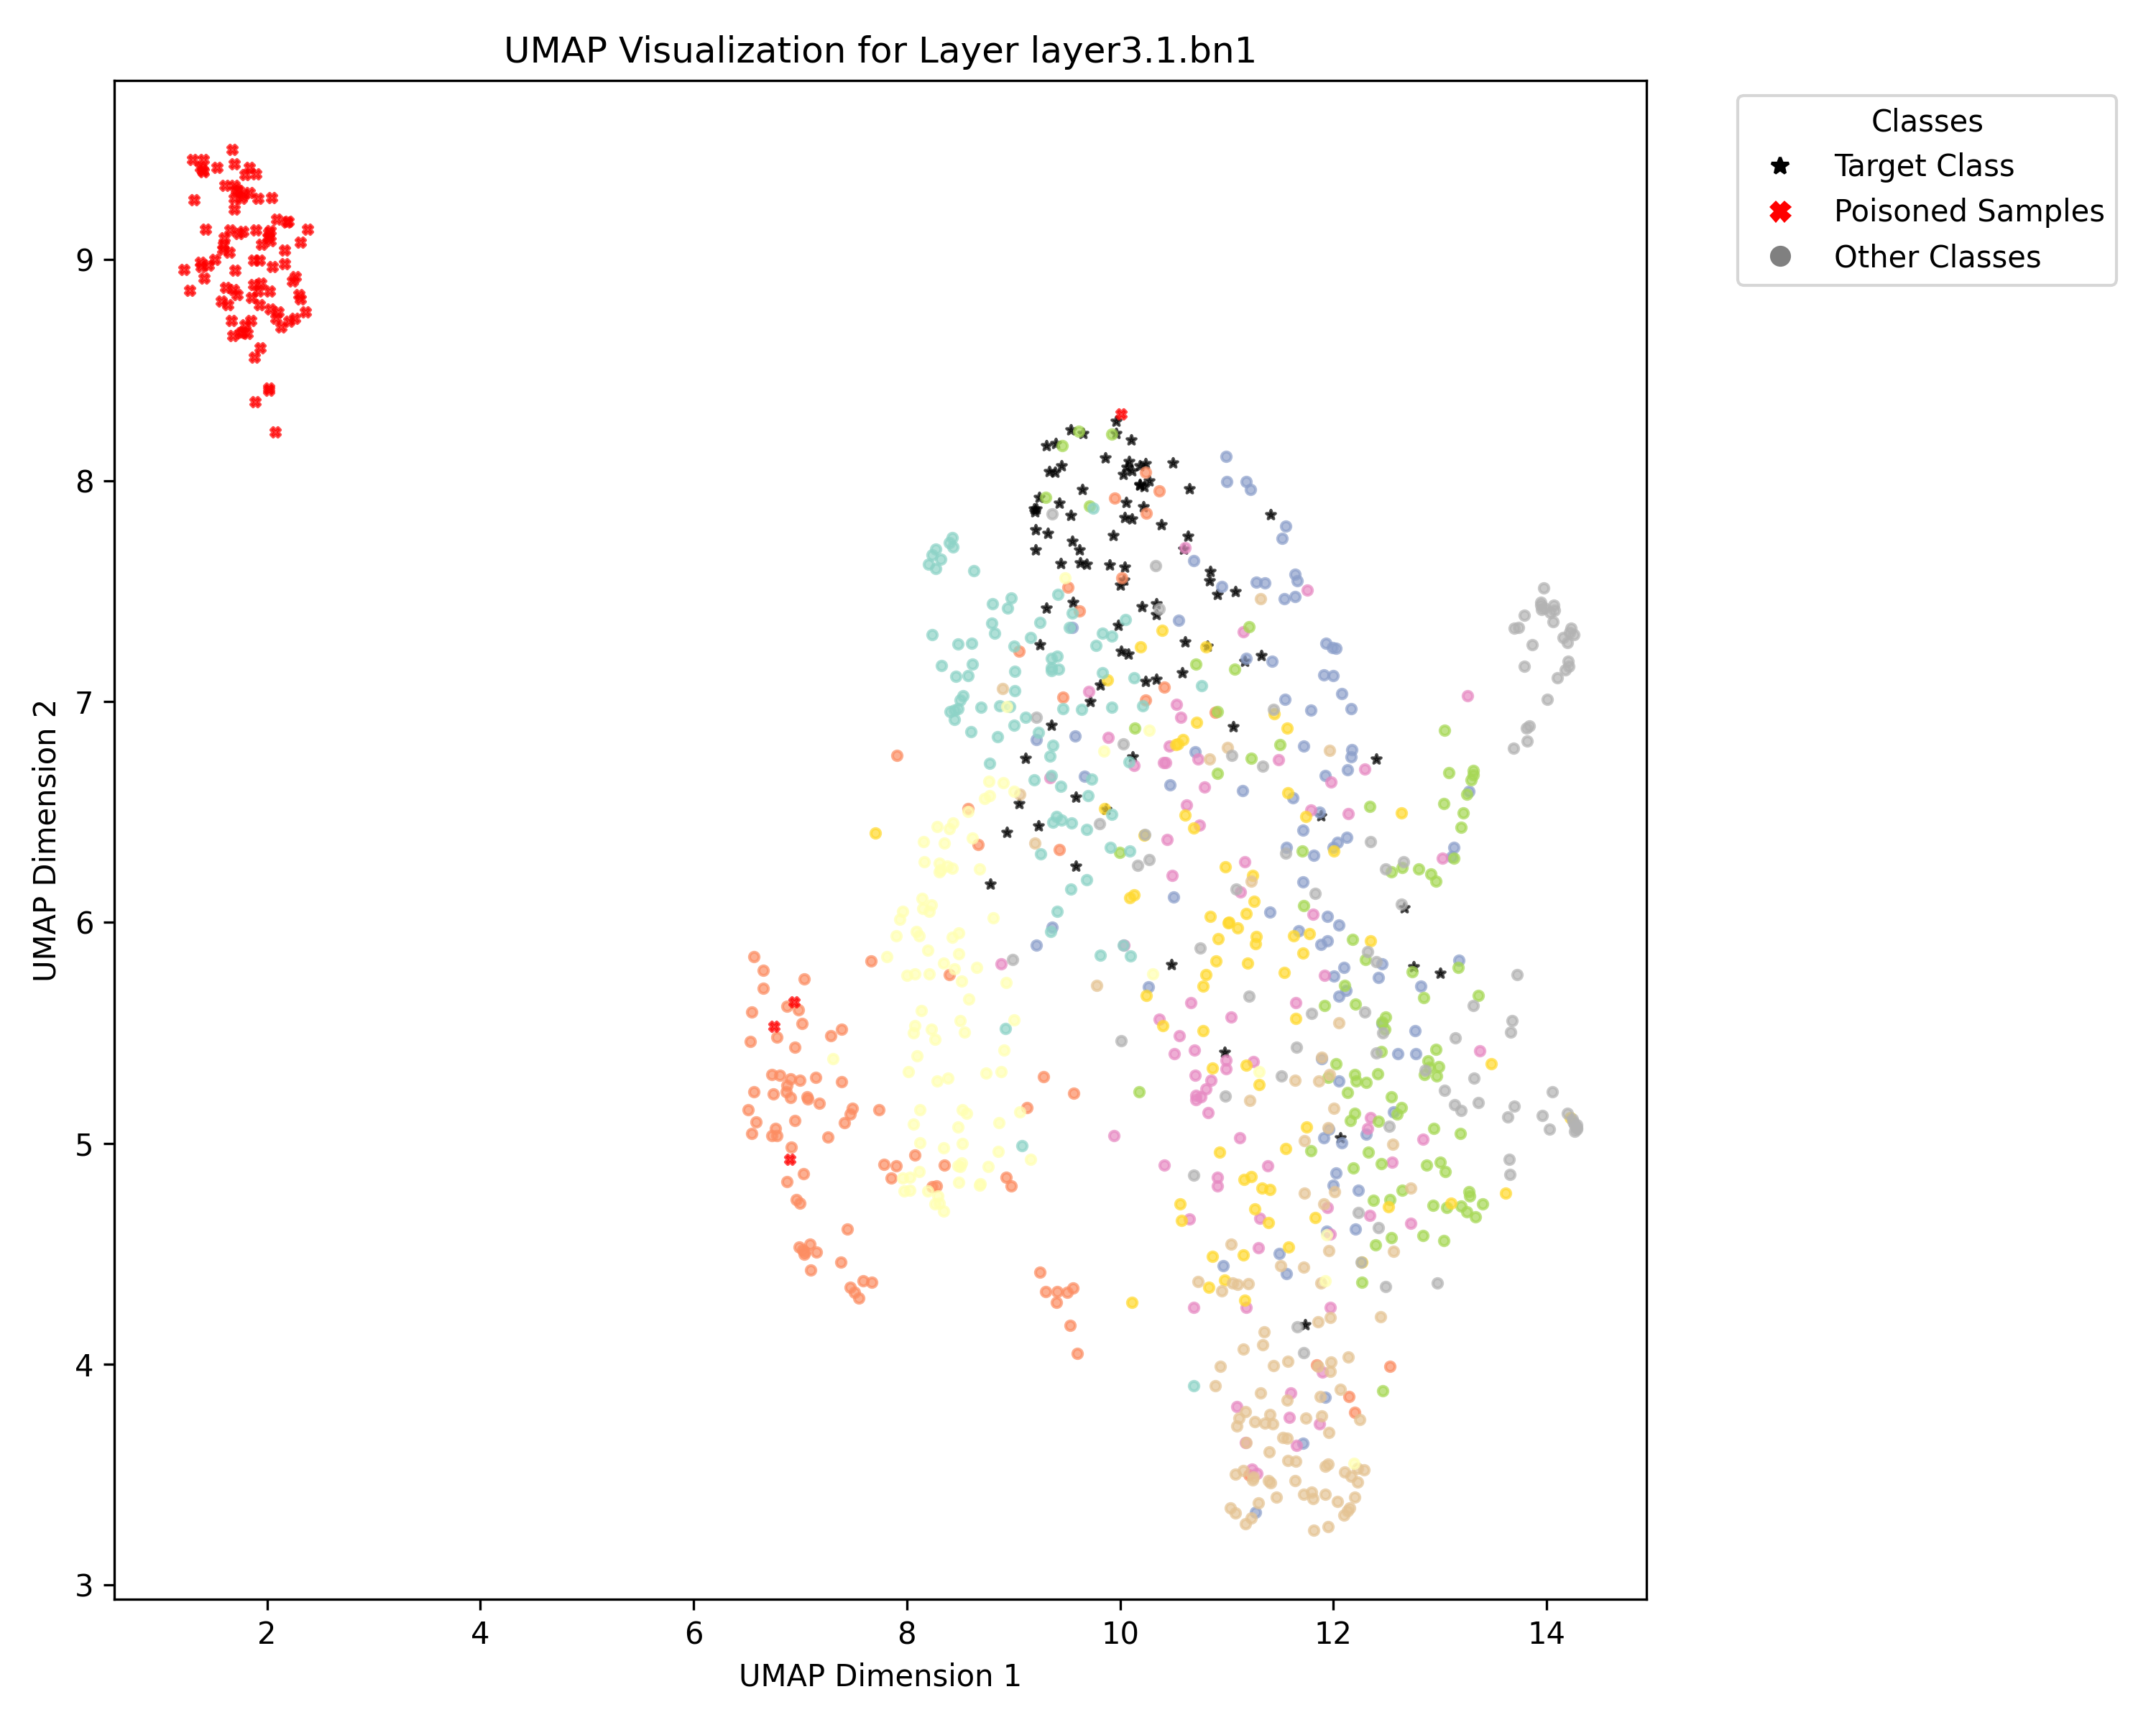 UMAP Visualization for Layer layer3.1.bn1
Classes
Target Class
Poisoned Samples
Other Classes
UMAP Dimension 2
9
8
7
6
5
4
3
2
4
6
8
10
12
14
UMAP Dimension 1